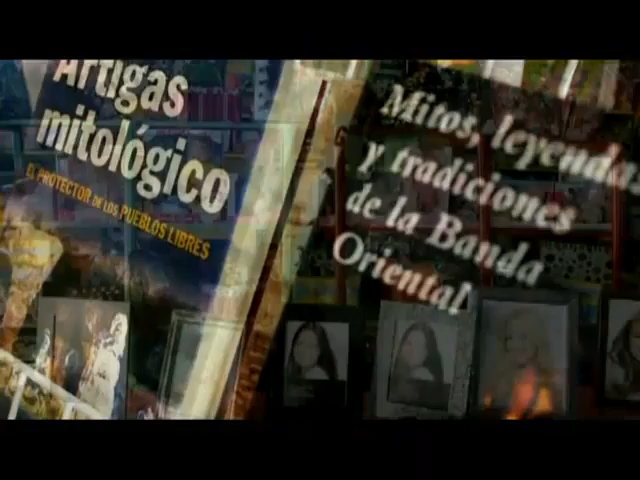 Artigas
mitológico
EL PROTECTOR DE LOS PUEBLOS LIBRES
Mitos, leyendas
y tradiciones
de la Banda
Oriental